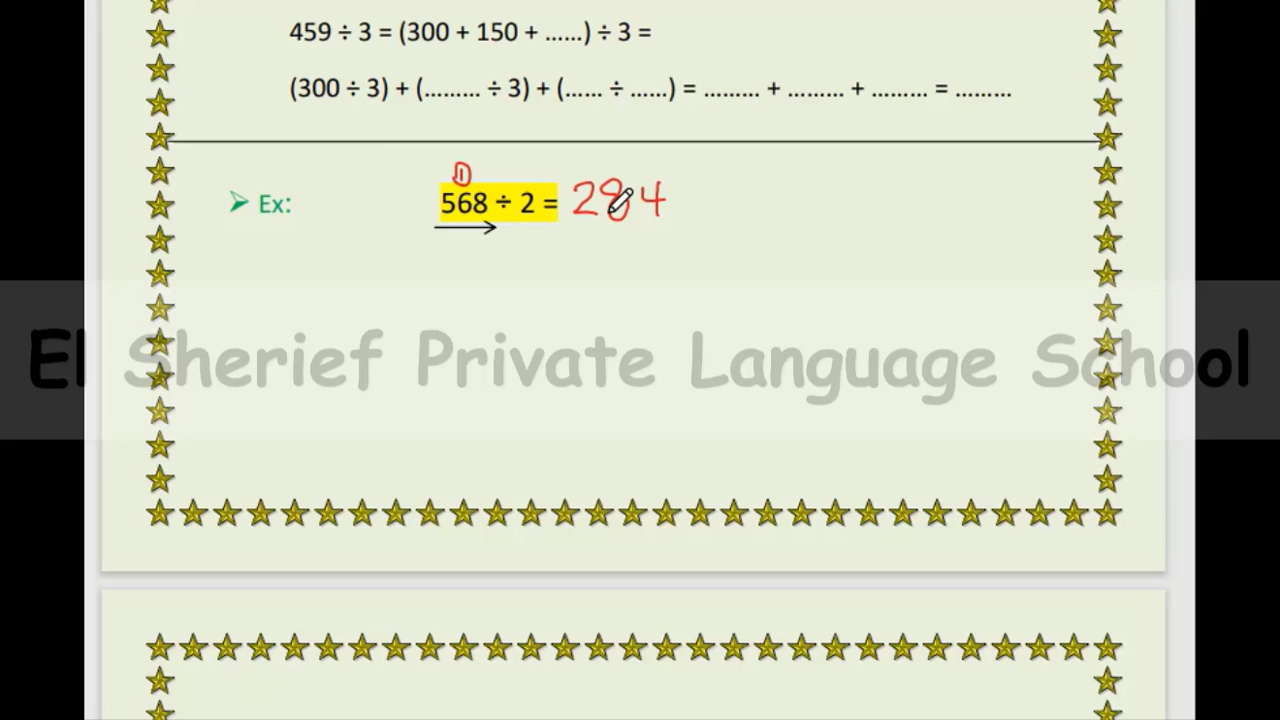 459 ÷ 3 = (300 + 150 + ......) ÷ 3 =
(300 ÷ 3) + (......... ÷ 3) + (...... ÷ ......) = ......... + ......... + ......... = .........
1
➢ Ex: 568 ÷ 2 = 284
El Sherief Private Language School